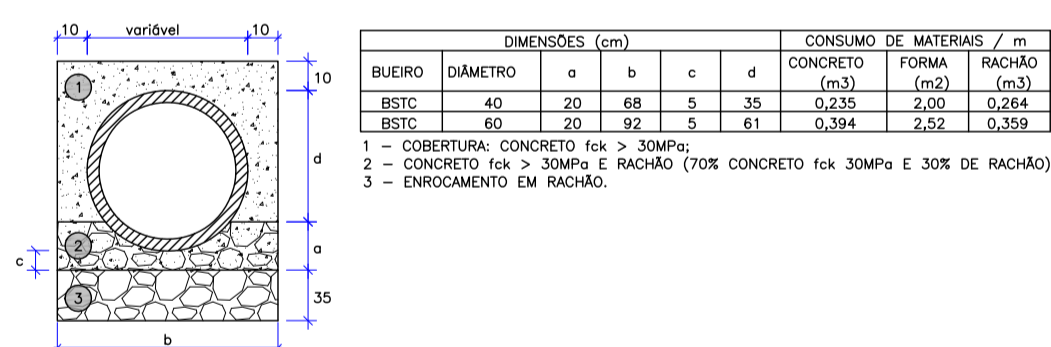 10 variável 10
10
1
d
2
a
c
3
35
b
DIMENSÕES (cm) CONSUMO DE MATERIAIS / m
BUEIRO DIÂMETRO a b c d CONCRETO (m3) FORMA (m2) RACHÃO (m3)
BSTC 40 20 68 5 35 0,235 2,00 0,264
BSTC 60 20 92 5 61 0,394 2,52 0,359
1 – COBERTURA: CONCRETO fck > 30MPa;
2 – CONCRETO fck > 30MPa E RACHÃO (70% CONCRETO fck 30MPa E 30% DE RACHÃO)
3 – ENROCAMENTO EM RACHÃO.